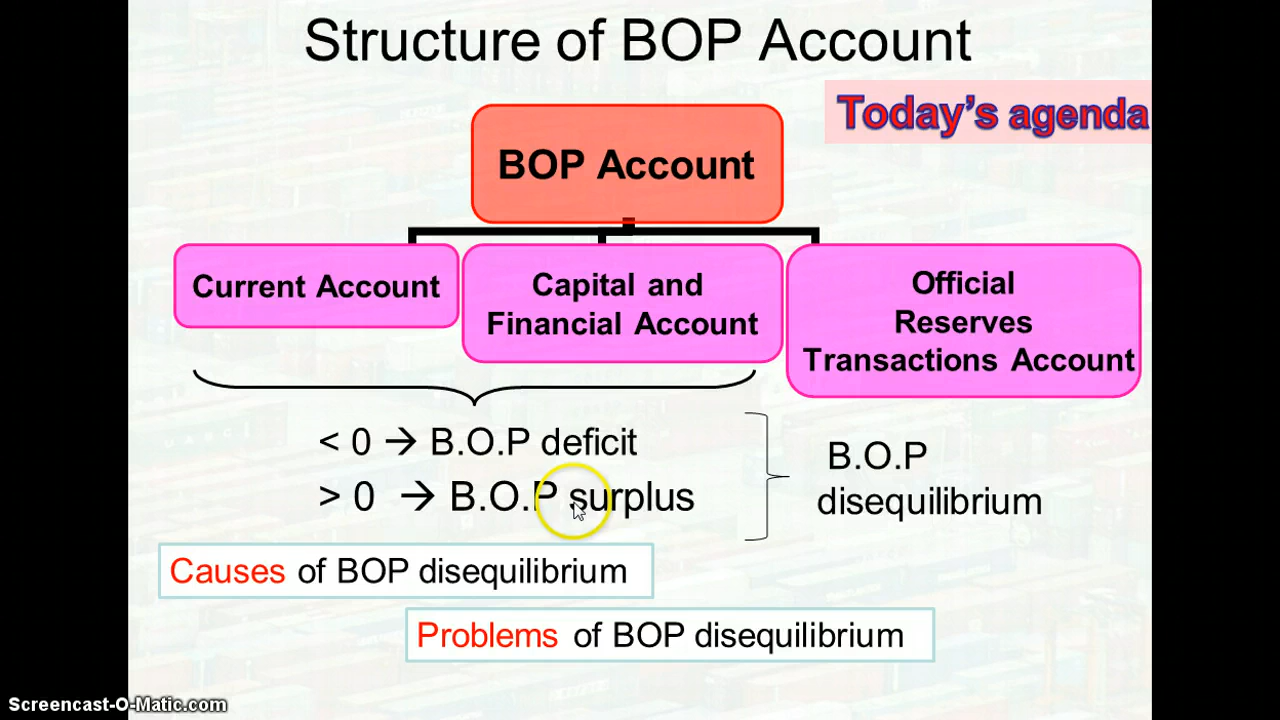 Structure of BOP Account
Today's agenda
BOP Account
Current Account
Capital and
Financial Account
Official
Reserves
Transactions Account
< 0 → B.O.P deficit
> 0 → B.O.P surplus
B.O.P
disequilibrium
Causes of BOP disequilibrium
Problems of BOP disequilibrium
Screencast-O-Matic.com